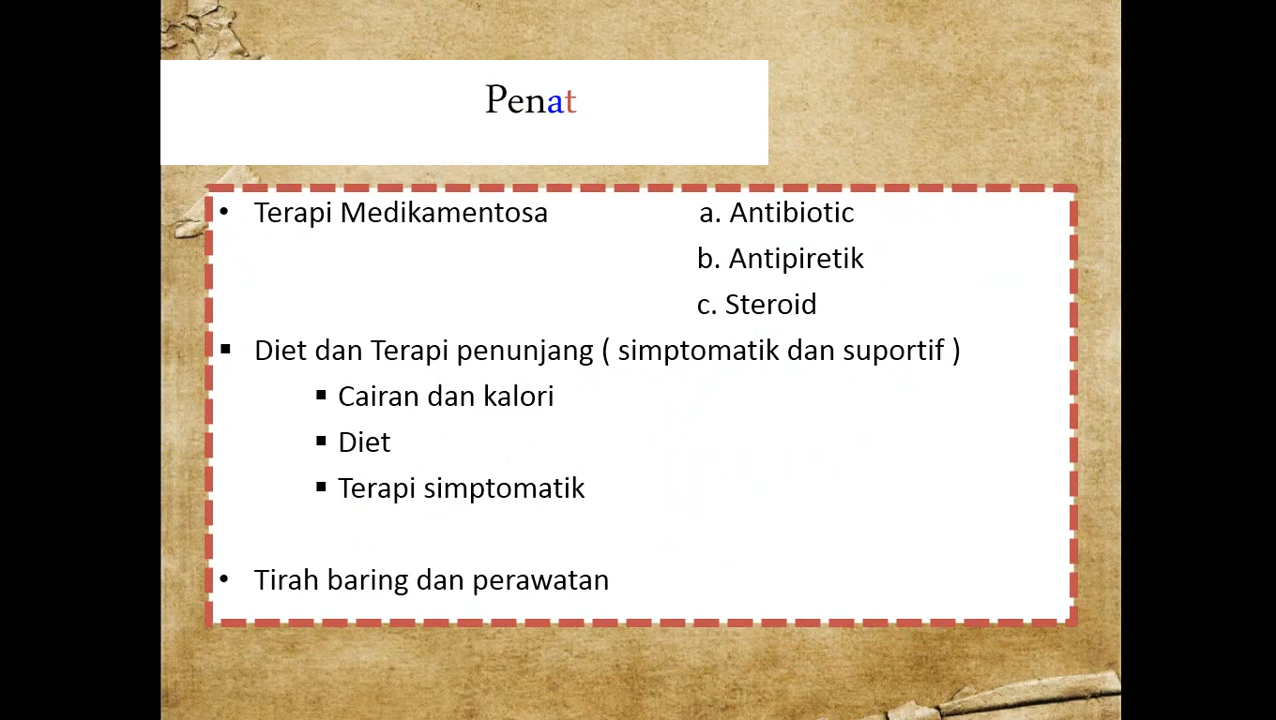 Penat
• Terapi Medikamentosa a. Antibiotic
b. Antipiretik
c. Steroid
▪ Diet dan Terapi penunjang ( simptomatik dan suportif )
▪ Cairan dan kalori
▪ Diet
▪ Terapi simptomatik
• Tirah baring dan perawatan